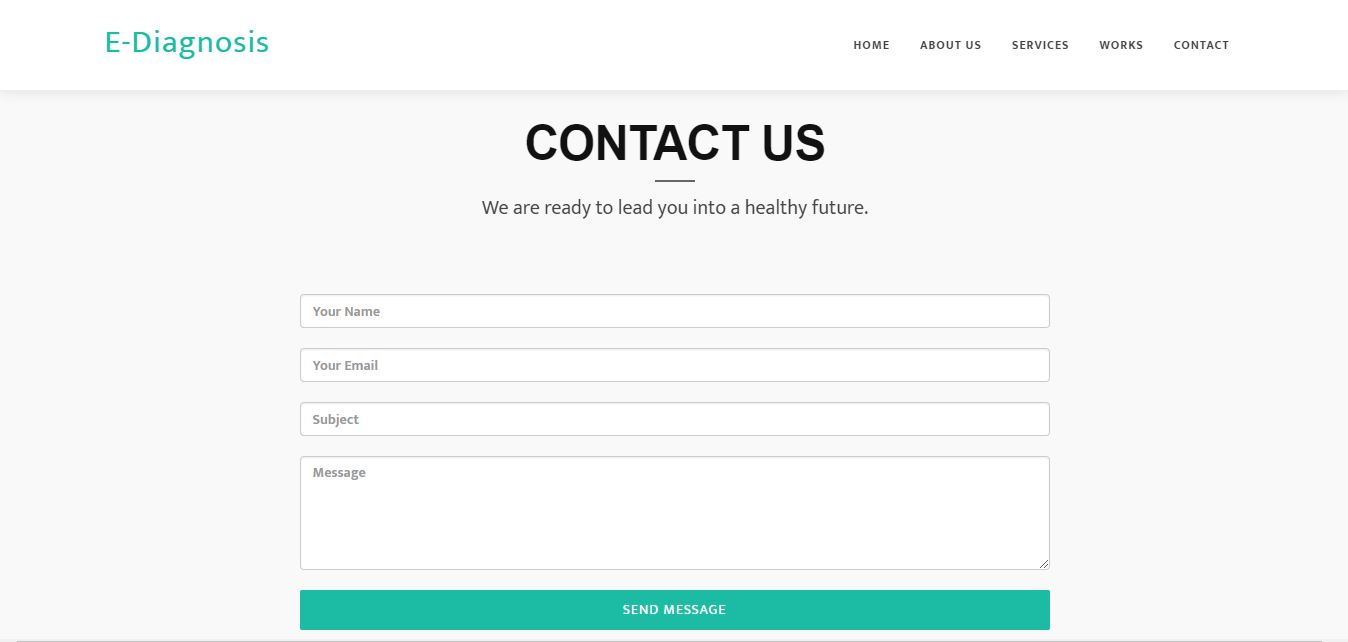 E-Diagnosis
HOME ABOUT US SERVICES WORKS CONTACT
CONTACT US
We are ready to lead you into a healthy future.
Your Name
Your Email
Subject
Message
SEND MESSAGE